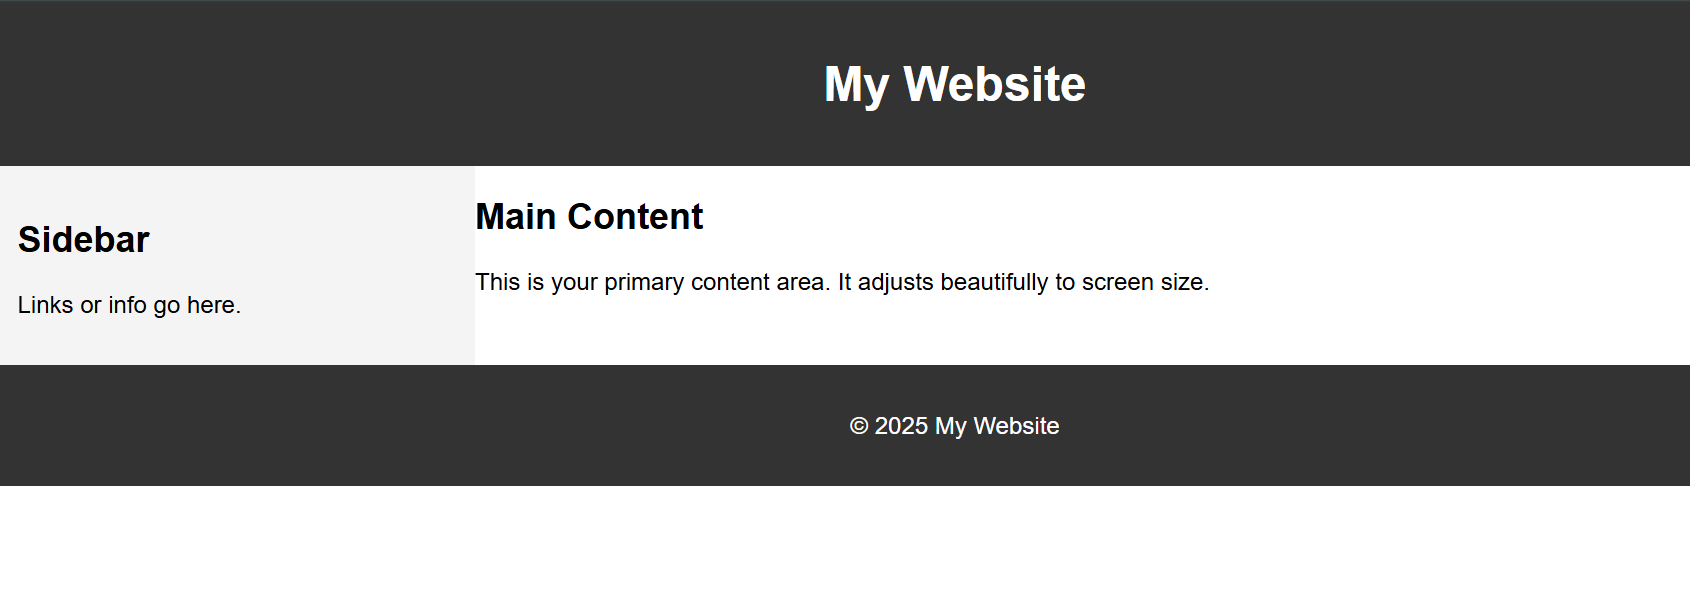 My Website
Sidebar
Links or info go here.
Main Content
This is your primary content area. It adjusts beautifully to screen size.
© 2025 My Website